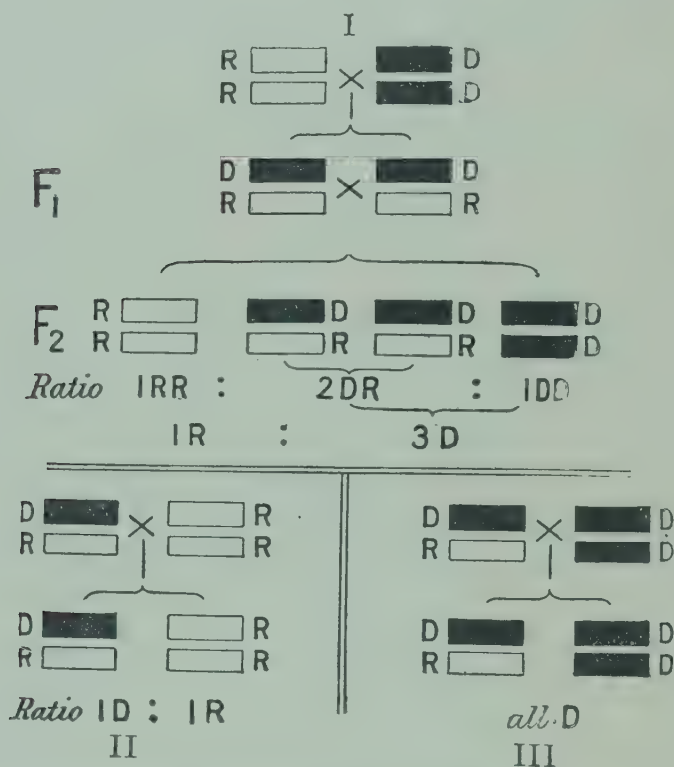 I
R D
R D
F1
D D
R R
F2
R D D D
R R R D
Ratio 1RR : 2DR : 1DD
1R : 3D
D R
R R
D R
R R
Ratio 1D : 1R
II
D D
R D
D D
R D
all D
III